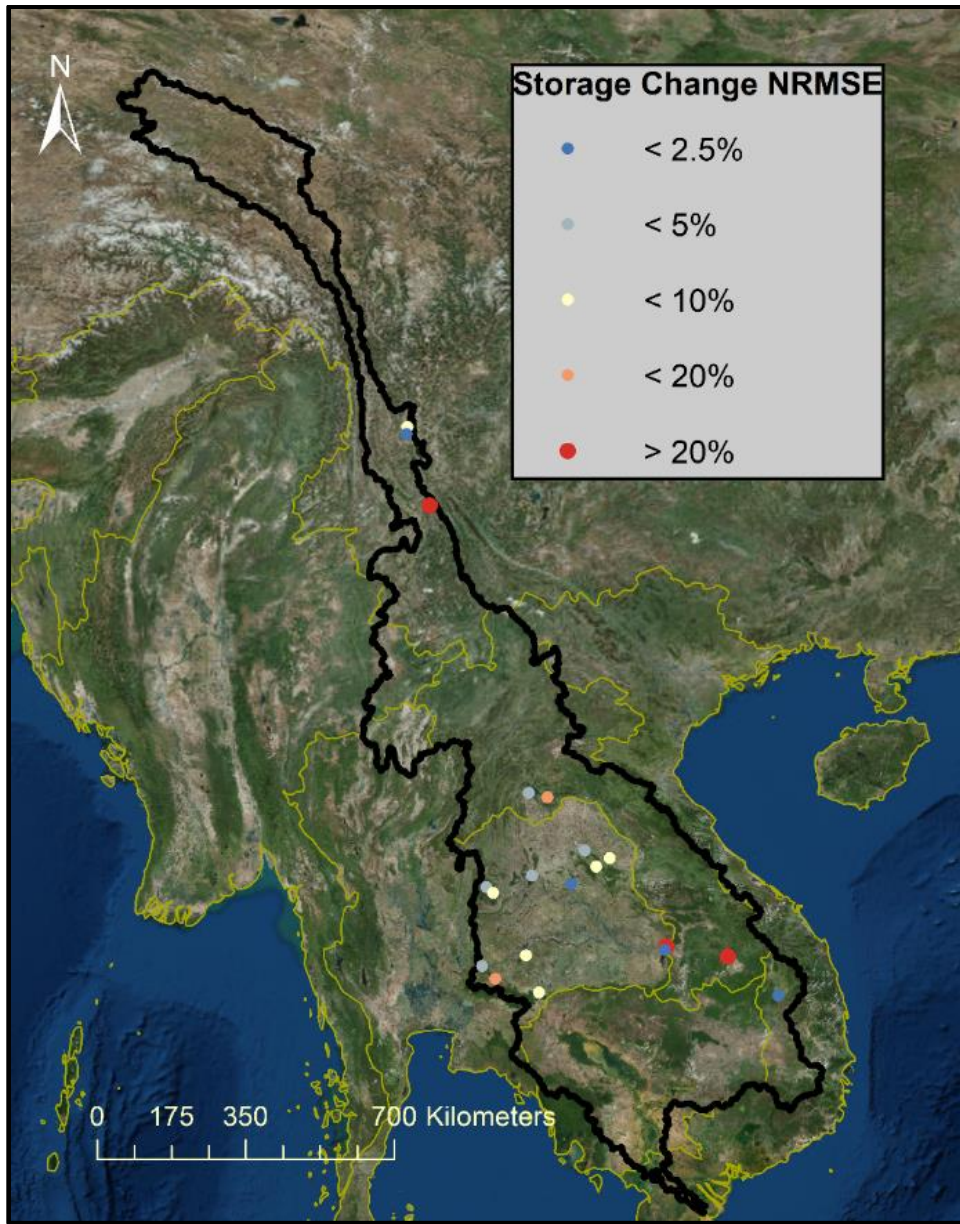 N
Storage Change NRMSE
< 2.5%
< 5%
< 10%
< 20%
> 20%
0 175 350 700 Kilometers